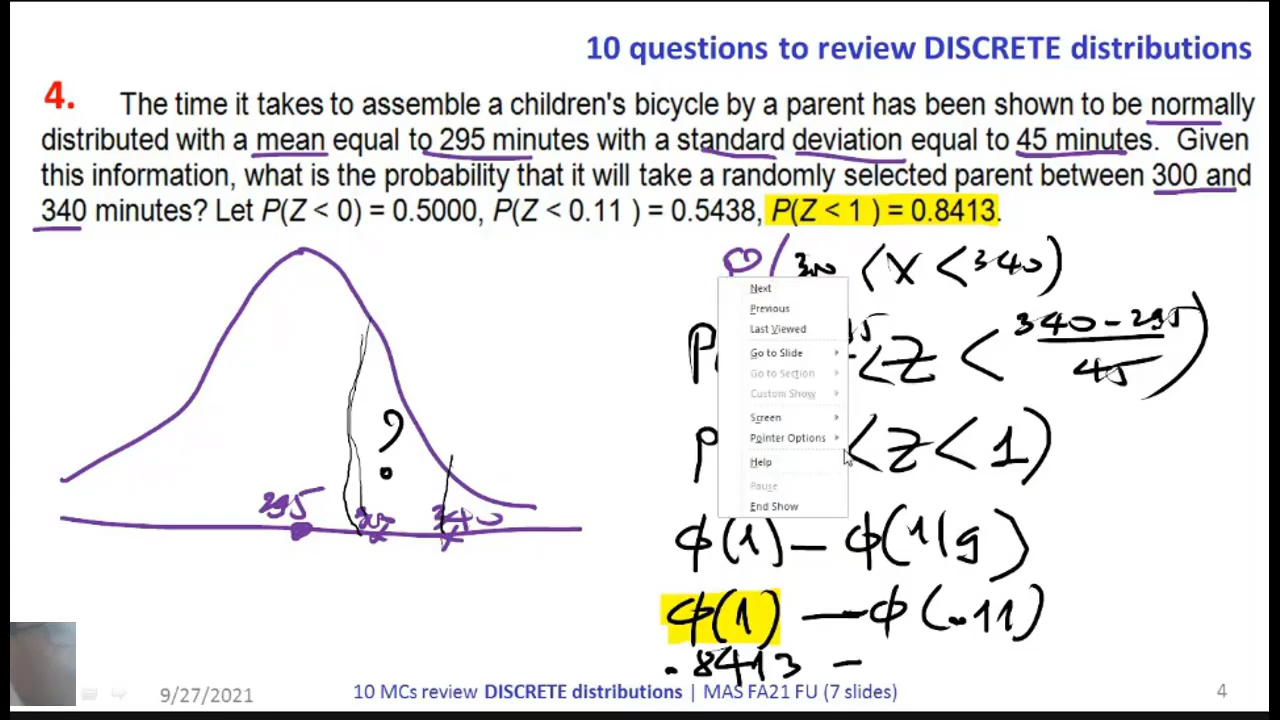 10 questions to review DISCRETE distributions
4. The time it takes to assemble a children's bicycle by a parent has been shown to be normally
distributed with a mean equal to 295 minutes with a standard deviation equal to 45 minutes. Given
this information, what is the probability that it will take a randomly selected parent between 300 and
340 minutes? Let P(Z < 0) = 0.5000, P(Z < 0.11 ) = 0.5438, P(Z < 1 ) = 0.8413.
300 < X < 340)
P < Z < 340 - 295 / 45 )
P < Z < 1)
Next
Previous
Last Viewed
Go to Slide
Go to Section
Custom Show
Screen
Pointer Options
Help
Pause
End Show
?
295 340
ϕ(1) - ϕ(1/9)
ϕ(1) - ϕ(.11)
.8413 -
9/27/2021
10 MCs review DISCRETE distributions | MAS FA21 FU (7 slides)
4